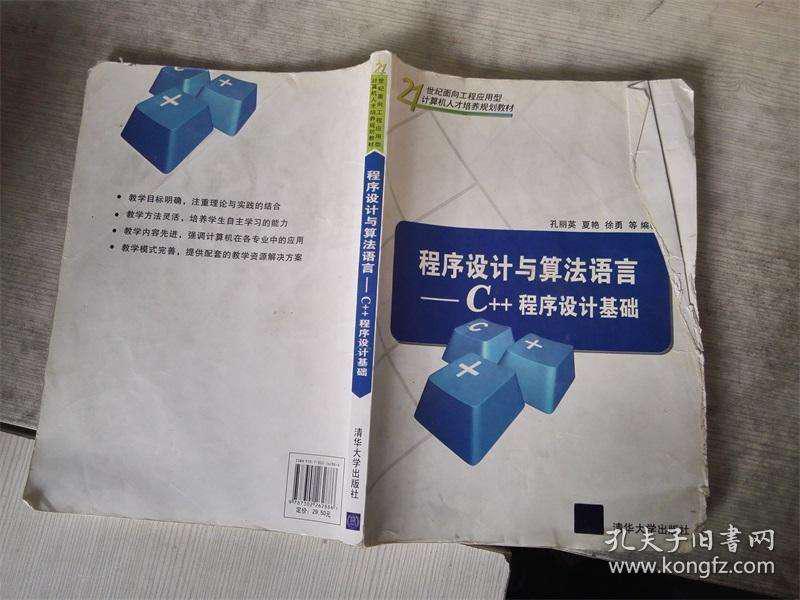 • 教学目标明确，注重理论与实践的结合
• 教学方法灵活，培养学生自主学习的能力
• 教学内容先进，强调计算机在各专业中的应用
• 教学模式完善，提供配套的教学资源解决方案
定价：29.50元
21世纪面向工程应用型
计算机人才培养规划教材
程序设计与算法语言
——C++程序设计基础
清华大学出版社
21世纪面向工程应用型
计算机人才培养规划教材
孔丽英 夏艳 徐勇 等 编
程序设计与算法语言
——C++ 程序设计基础
清华大学出版社
C
+
+
+
+
孔夫子旧书网
www.kongfz.com